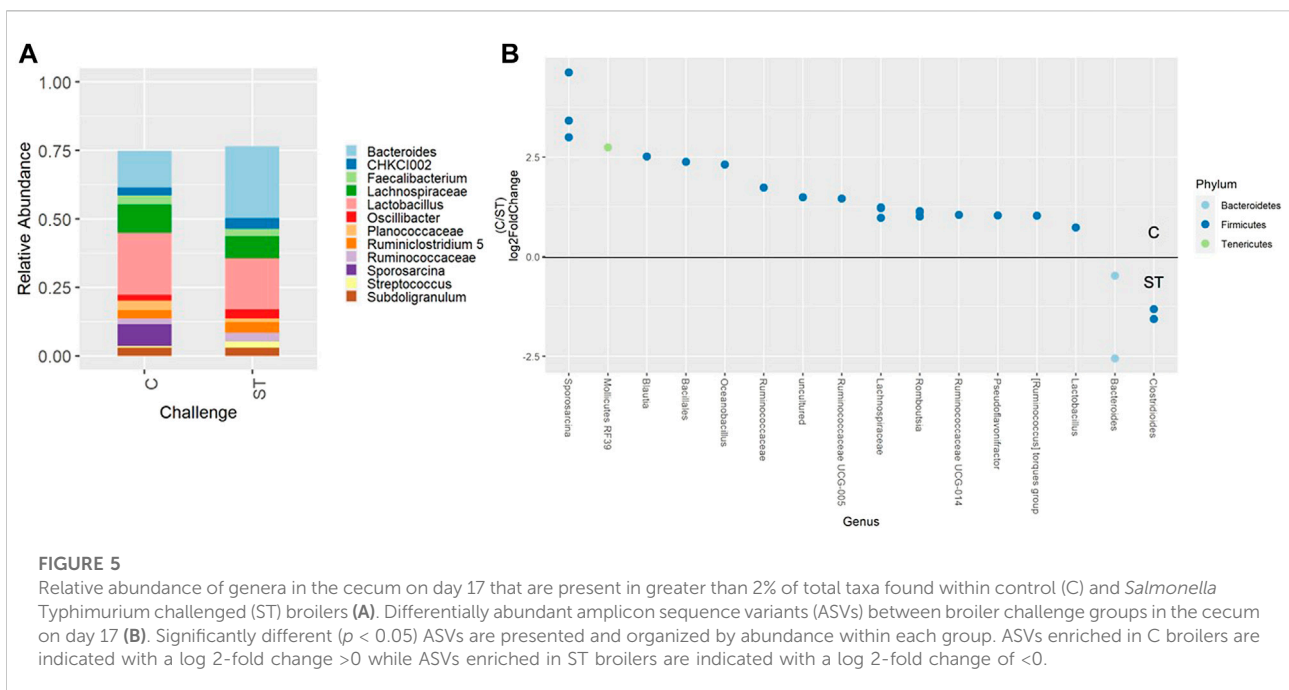 A
1.00
0.75
0.50
0.25
0.00
Relative Abundance
C
ST
Challenge
Bacteroides
CHKCI002
Faecalibacterium
Lachnospiraceae
Lactobacillus
Oscillibacter
Planococcaceae
Ruminiclostridium 5
Ruminococcaceae
Sporosarcina
Streptococcus
Subdoligranulum
B
(C/ST)
log2FoldChange
2.5
0.0
-2.5
C
ST
Sporosarcina
Mollicutes RF39
Blautia
Bacillales
Oceanobacillus
Ruminococcaceae
uncultured
Ruminococcaceae UCG-005
Lachnospiraceae
Romboutsia
Ruminococcaceae UCG-014
Pseudoflavonifractor
[Ruminococcus] torques group
Lactobacillus
Bacteroides
Clostridioides
Genus
Phylum
Bacteroidetes
Firmicutes
Tenericutes
FIGURE 5
Relative abundance of genera in the cecum on day 17 that are present in greater than 2% of total taxa found within control (C) and Salmonella
Typhimurium challenged (ST) broilers (A). Differentially abundant amplicon sequence variants (ASVs) between broiler challenge groups in the cecum
on day 17 (B). Significantly different (p < 0.05) ASVs are presented and organized by abundance within each group. ASVs enriched in C broilers are
indicated with a log 2-fold change >0 while ASVs enriched in ST broilers are indicated with a log 2-fold change of <0.